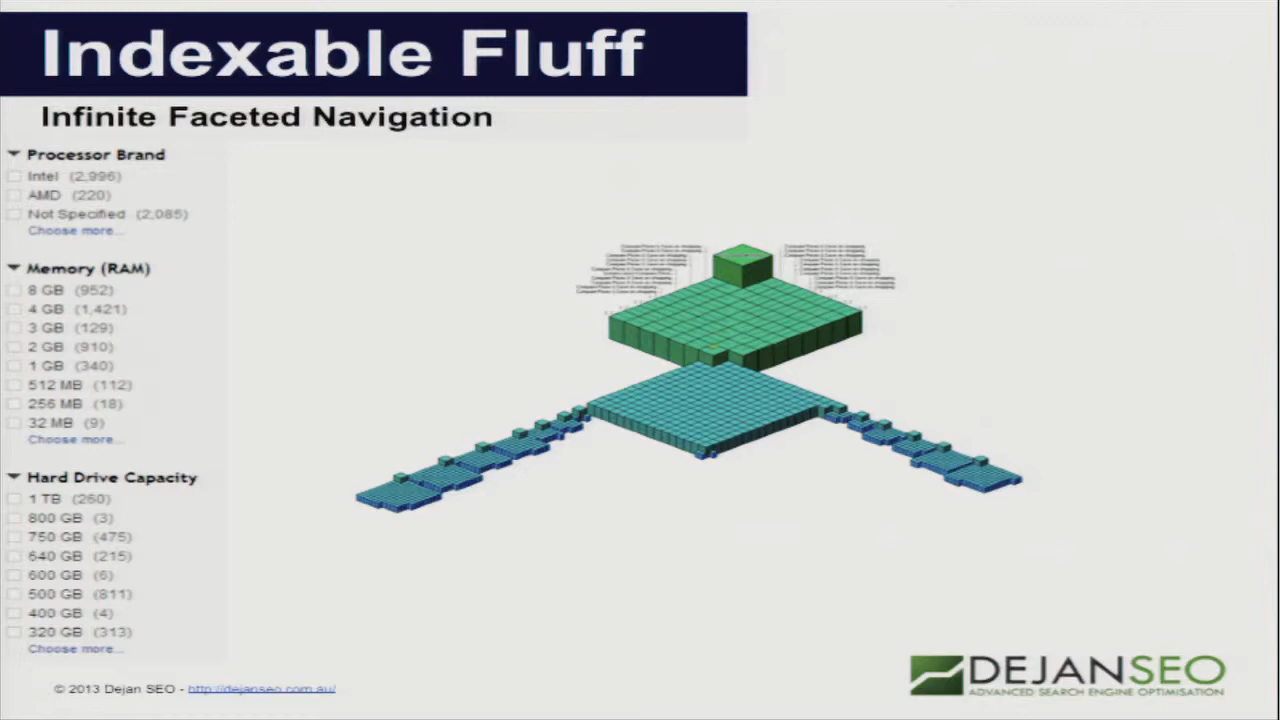 Indexable Fluff
Infinite Faceted Navigation
Processor Brand
Intel (2,996)
AMD (220)
Not Specified (2,085)
Choose more...
Memory (RAM)
8 GB (952)
4 GB (1,421)
3 GB (129)
2 GB (910)
1 GB (340)
512 MB (112)
256 MB (18)
32 MB (9)
Choose more...
Hard Drive Capacity
1 TB (260)
800 GB (3)
750 GB (475)
640 GB (215)
600 GB (6)
500 GB (811)
400 GB (4)
320 GB (313)
Choose more...
© 2013 Dejan SEO - http://dejanseo.com.au/
DEJANSEO
ADVANCED SEARCH ENGINE OPTIMISATION